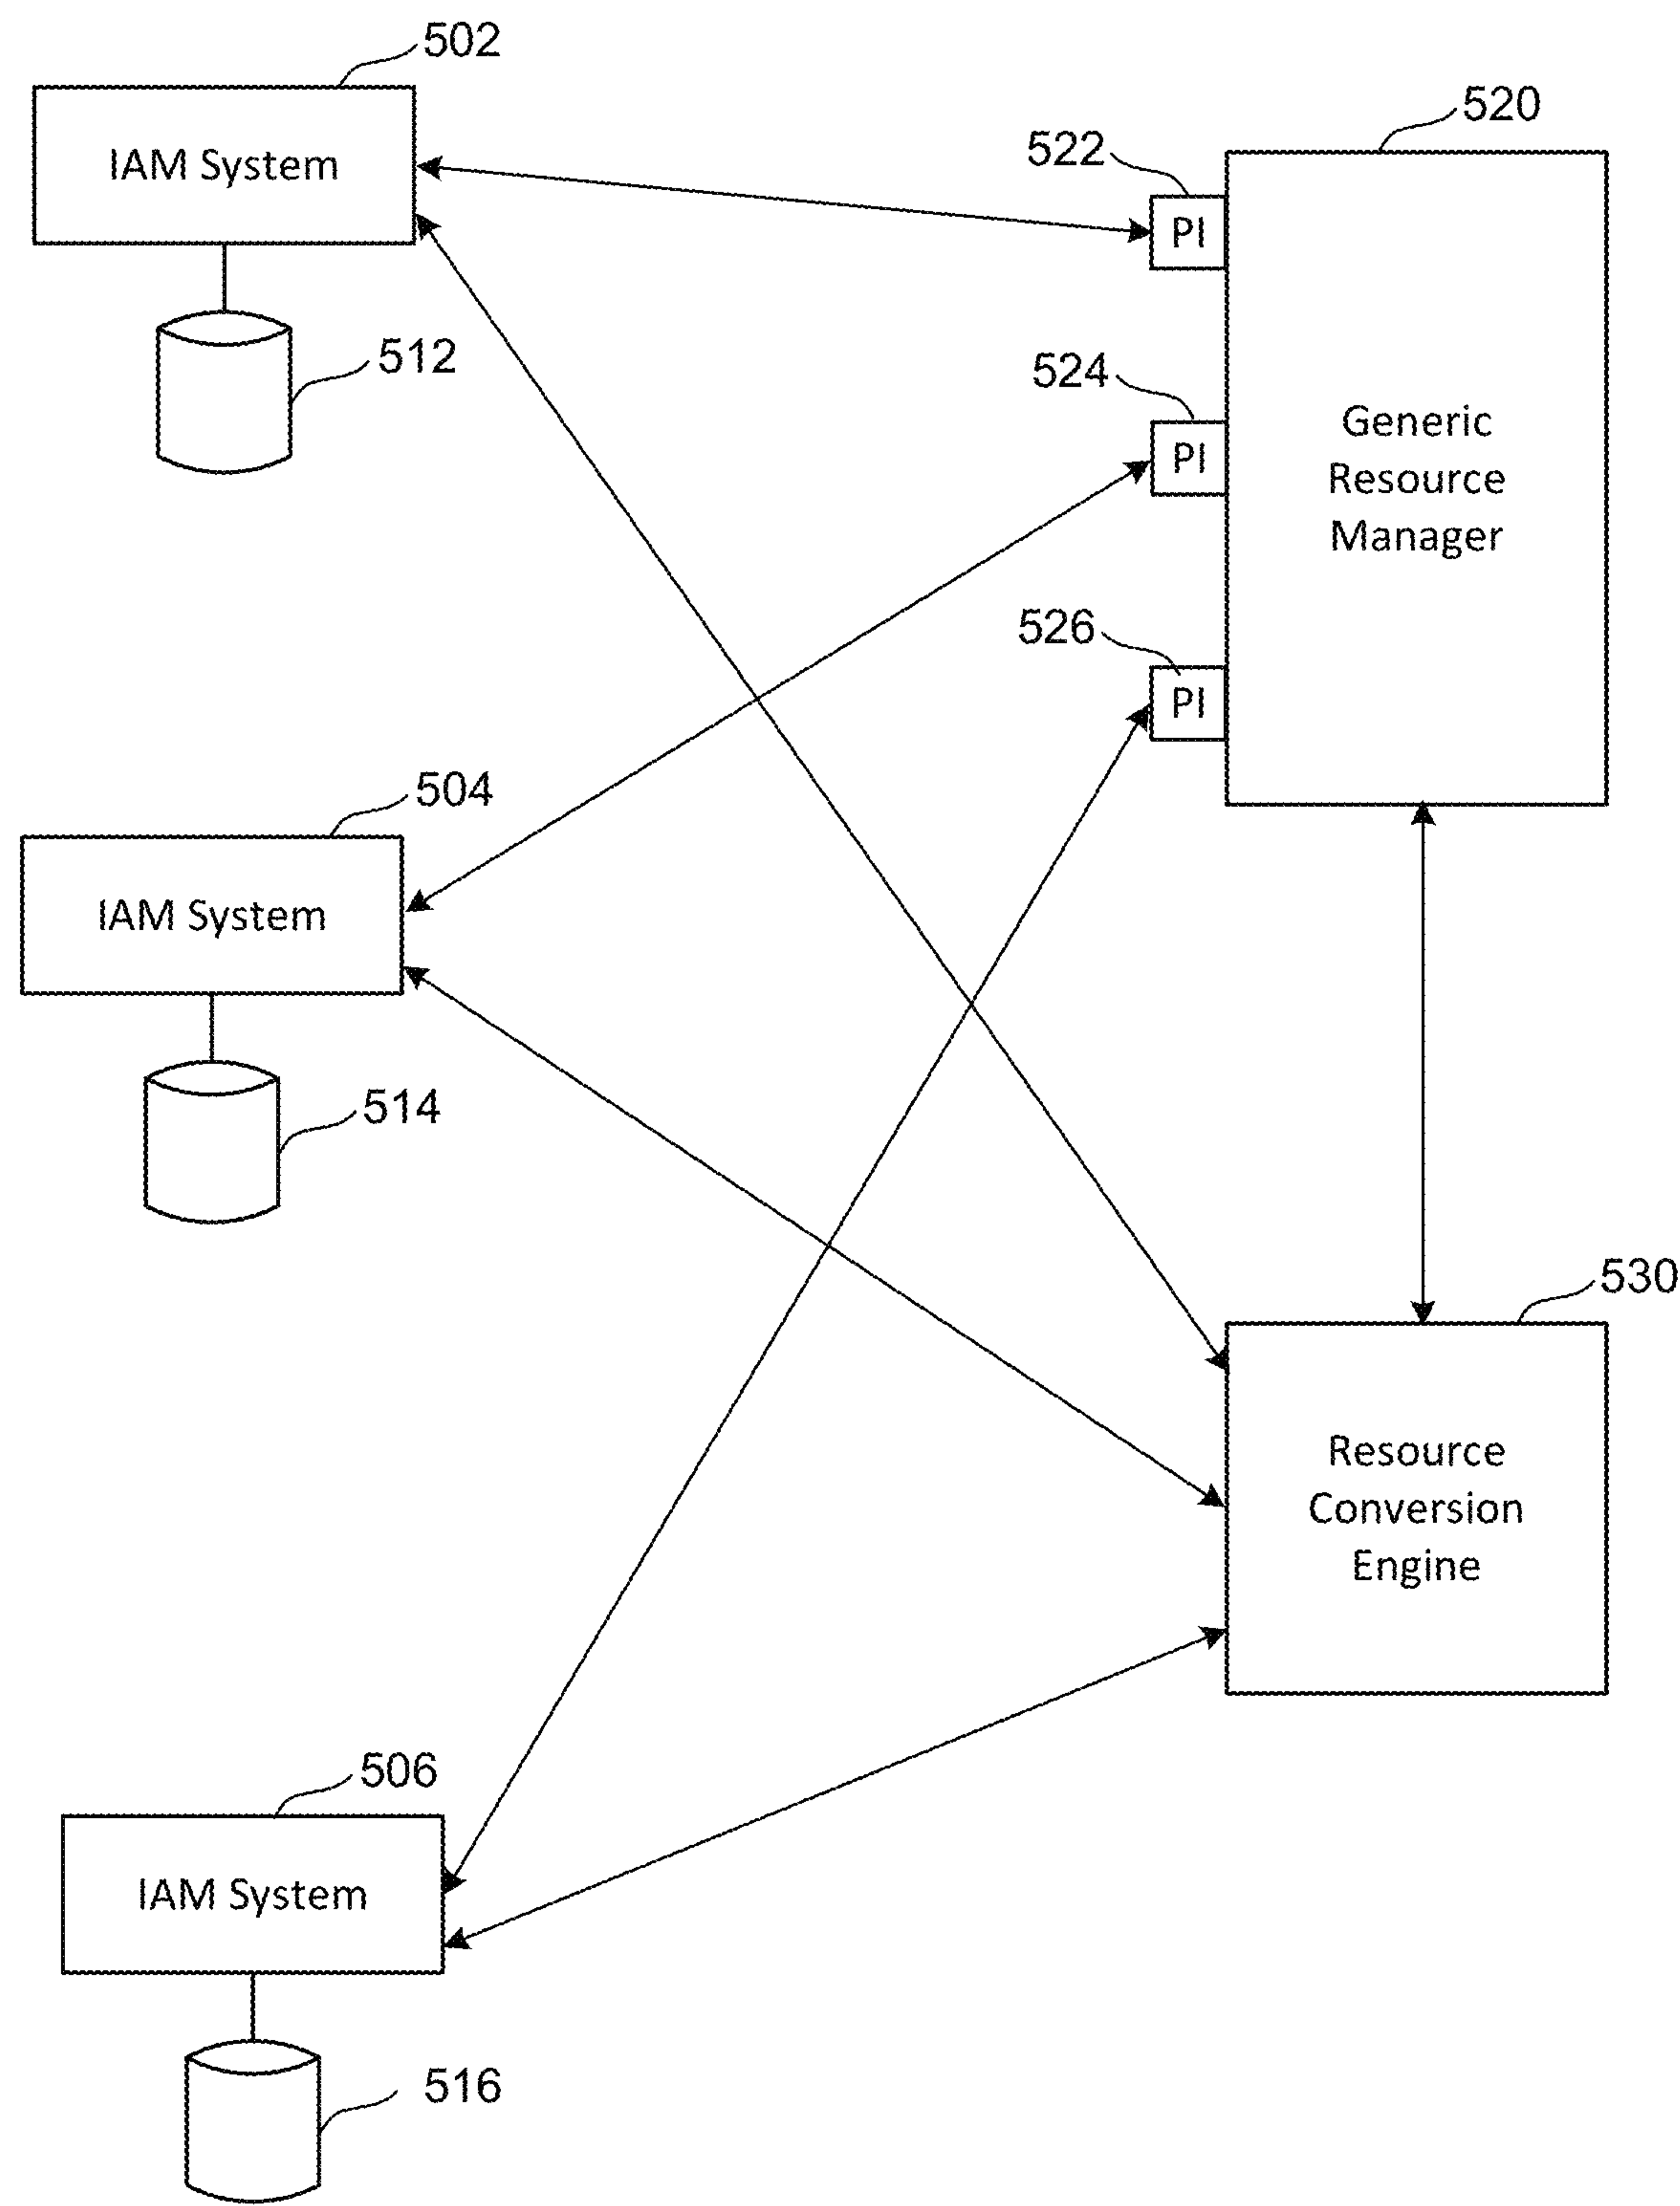 502
IAM System
512
520
522
PI
524
PI
Generic
Resource
Manager
526
PI
504
IAM System
514
530
Resource
Conversion
Engine
506
IAM System
516